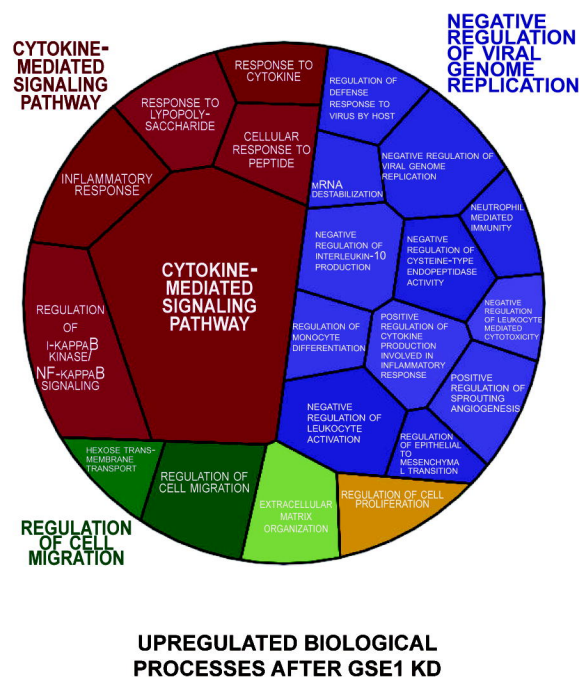 CYTOKINE-
MEDIATED
SIGNALING
PATHWAY
NEGATIVE
REGULATION
OF VIRAL
GENOME
REPLICATION
RESPONSE TO
CYTOKINE
RESPONSE TO
LYPOPOLY-
SACCHARIDE
CELLULAR
RESPONSE TO
PEPTIDE
INFLAMMATORY
RESPONSE
CYTOKINE-
MEDIATED
SIGNALING
PATHWAY
REGULATION
OF
I-KAPPAB
KINASE/
NF-KAPPAB
SIGNALING
REGULATION OF
DEFENSE
RESPONSE TO
VIRUS BY HOST
NEGATIVE REGULATION OF
VIRAL GENOME
REPLICATION
MRNA
DESTABILIZATION
NEUTROPHIL
MEDIATED
IMMUNITY
NEGATIVE
REGULATION OF
INTERLEUKIN-10
PRODUCTION
NEGATIVE
REGULATION OF
CYSTEINE-TYPE
ENDOPEPTIDASE
ACTIVITY
NEGATIVE
REGULATION
OF LEUKOCYTE
MEDIATED
CYTOTOXICITY
REGULATION OF
MONOCYTE
DIFFERENTIATION
POSITIVE
REGULATION OF
CYTOKINE
PRODUCTION
INVOLVED IN
INFLAMMATORY
RESPONSE
POSITIVE
REGULATION OF
SPROUTING
ANGIOGENESIS
NEGATIVE
REGULATION OF
LEUKOCYTE
ACTIVATION
REGULATION
OF EPITHELIAL
TO
MESENCHYMA
L TRANSITION
HEXOSE TRANS-
MEMBRANE
TRANSPORT
REGULATION OF
CELL MIGRATION
EXTRACELLULAR
MATRIX
ORGANIZATION
REGULATION OF CELL
PROLIFERATION
REGULATION
OF CELL
MIGRATION
UPREGULATED BIOLOGICAL
PROCESSES AFTER GSE1 KD